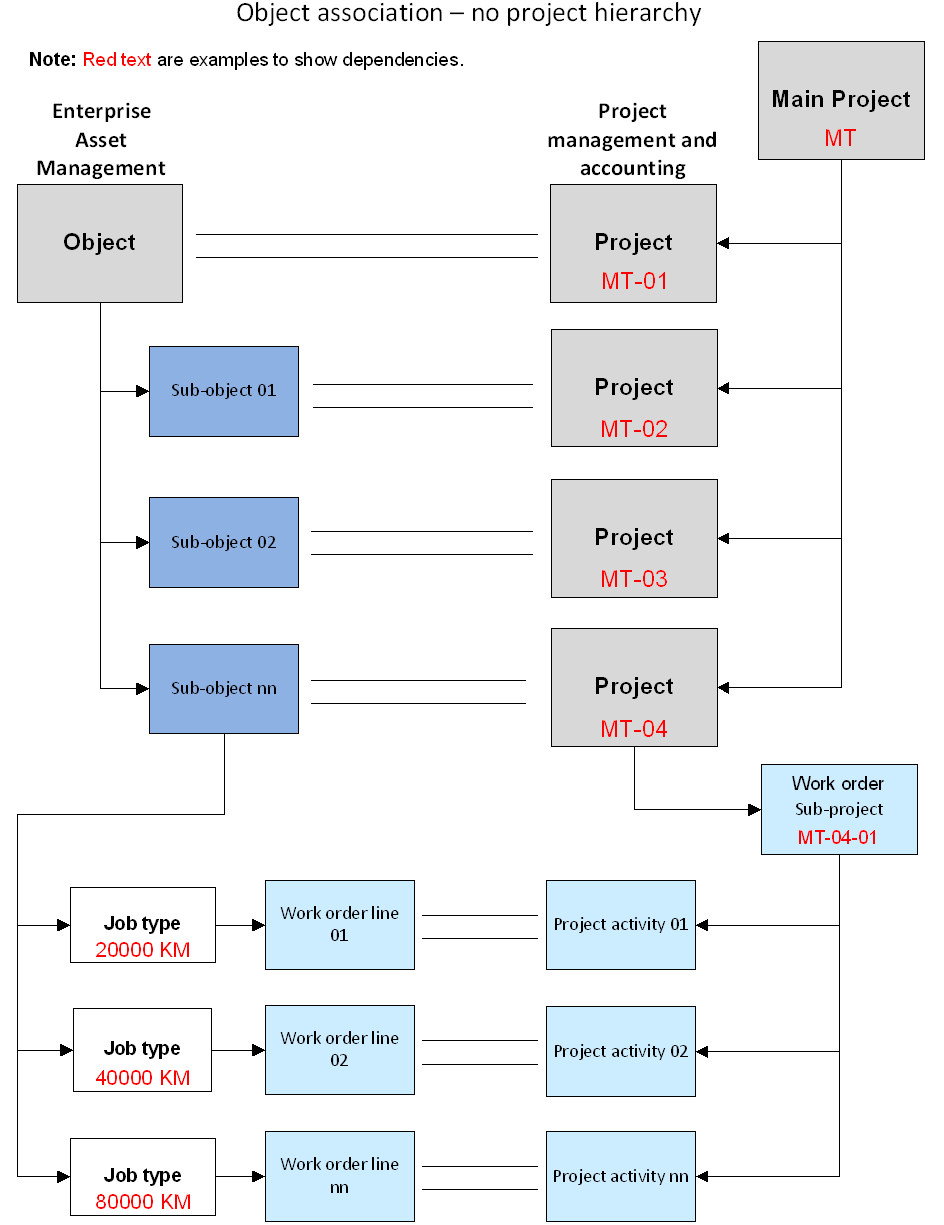 Object association – no project hierarchy
Note: Red text are examples to show dependencies.
Main Project
MT
Enterprise
Asset
Management
Project
management and
accounting
Object
Project
MT-01
Sub-object 01
Project
MT-02
Sub-object 02
Project
MT-03
Sub-object nn
Project
MT-04
Work order
Sub-project
MT-04-01
Job type
20000 KM
Work order line
01
Project activity 01
Job type
40000 KM
Work order line
02
Project activity 02
Job type
80000 KM
Work order line
nn
Project activity nn